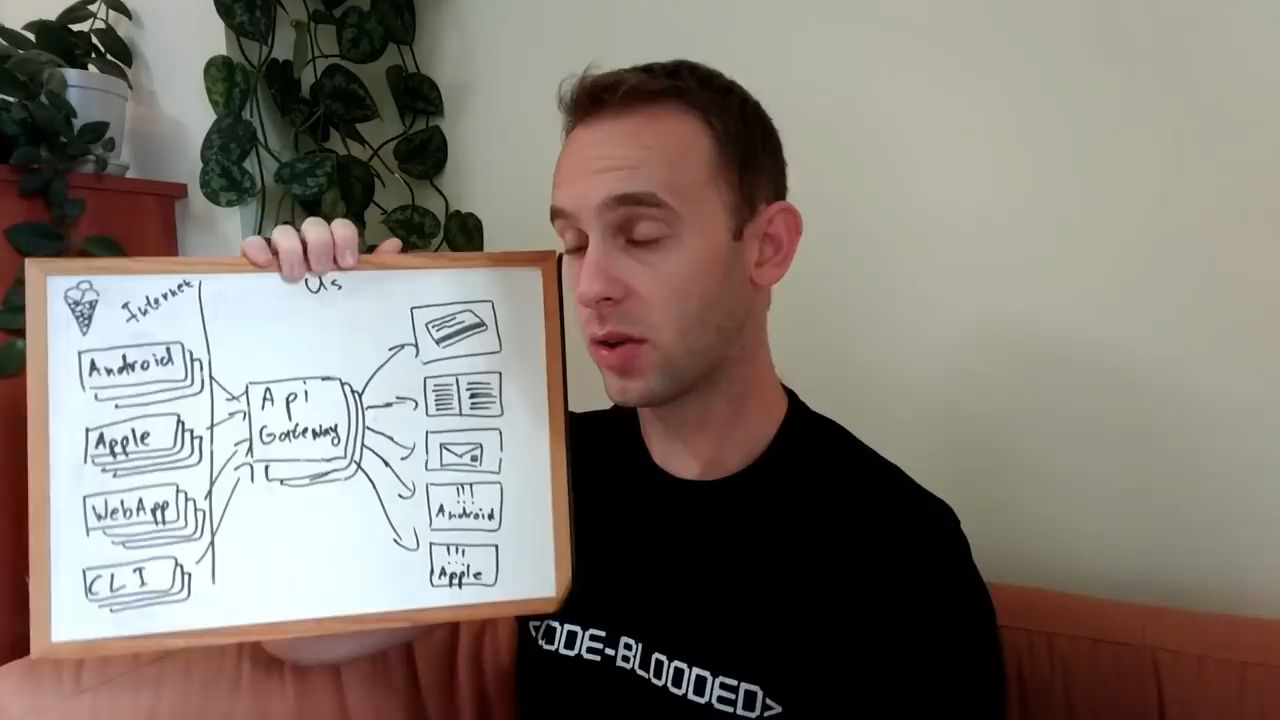 Internet
Us
Android
Apple
WebApp
CLI
Api
Gateway
!!!
Android
!!!
Apple
<CODE-BLOODED>